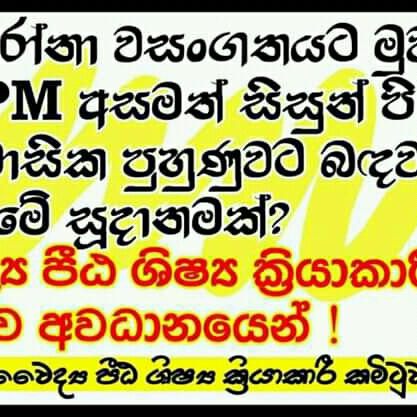 රෝනා වසංගතයට මුව
PM අසමත් සිසුන් පි
මාසික පුහුණුවට බඳව
මේ සූදානමක්?
ද්‍ය පීඨ ශිෂ්‍ය ක්‍රියාකාරී
ව අවධානයෙන් !
වෛද්‍ය පීඨ ශිෂ්‍ය ක්‍රියාකාරී කමිටුව